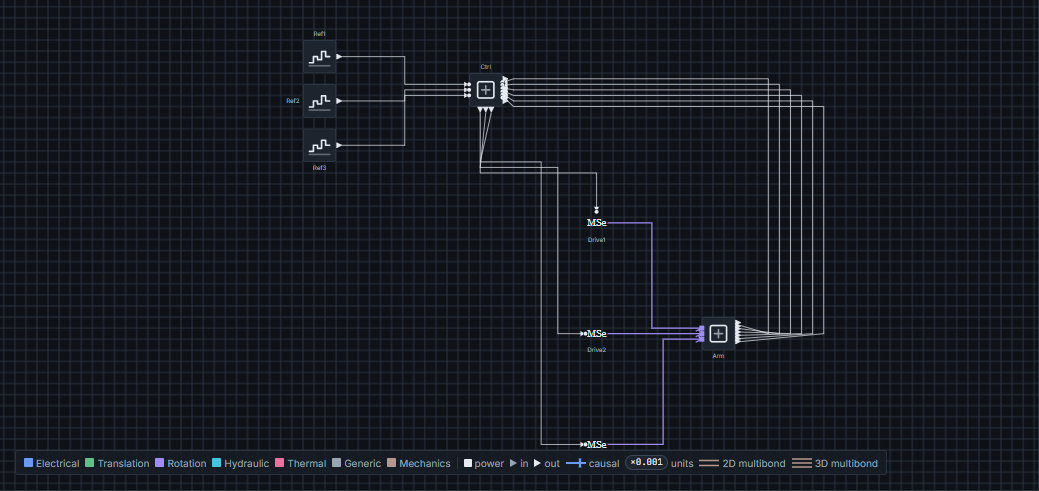 Ref1
Ctrl
Ref2
Ref3
MSe
Drive1
MSe
Drive2
Arm
MSe
Electrical Translation Rotation Hydraulic Thermal Generic Mechanics power in out causal ×0.001 units 2D multibond 3D multibond